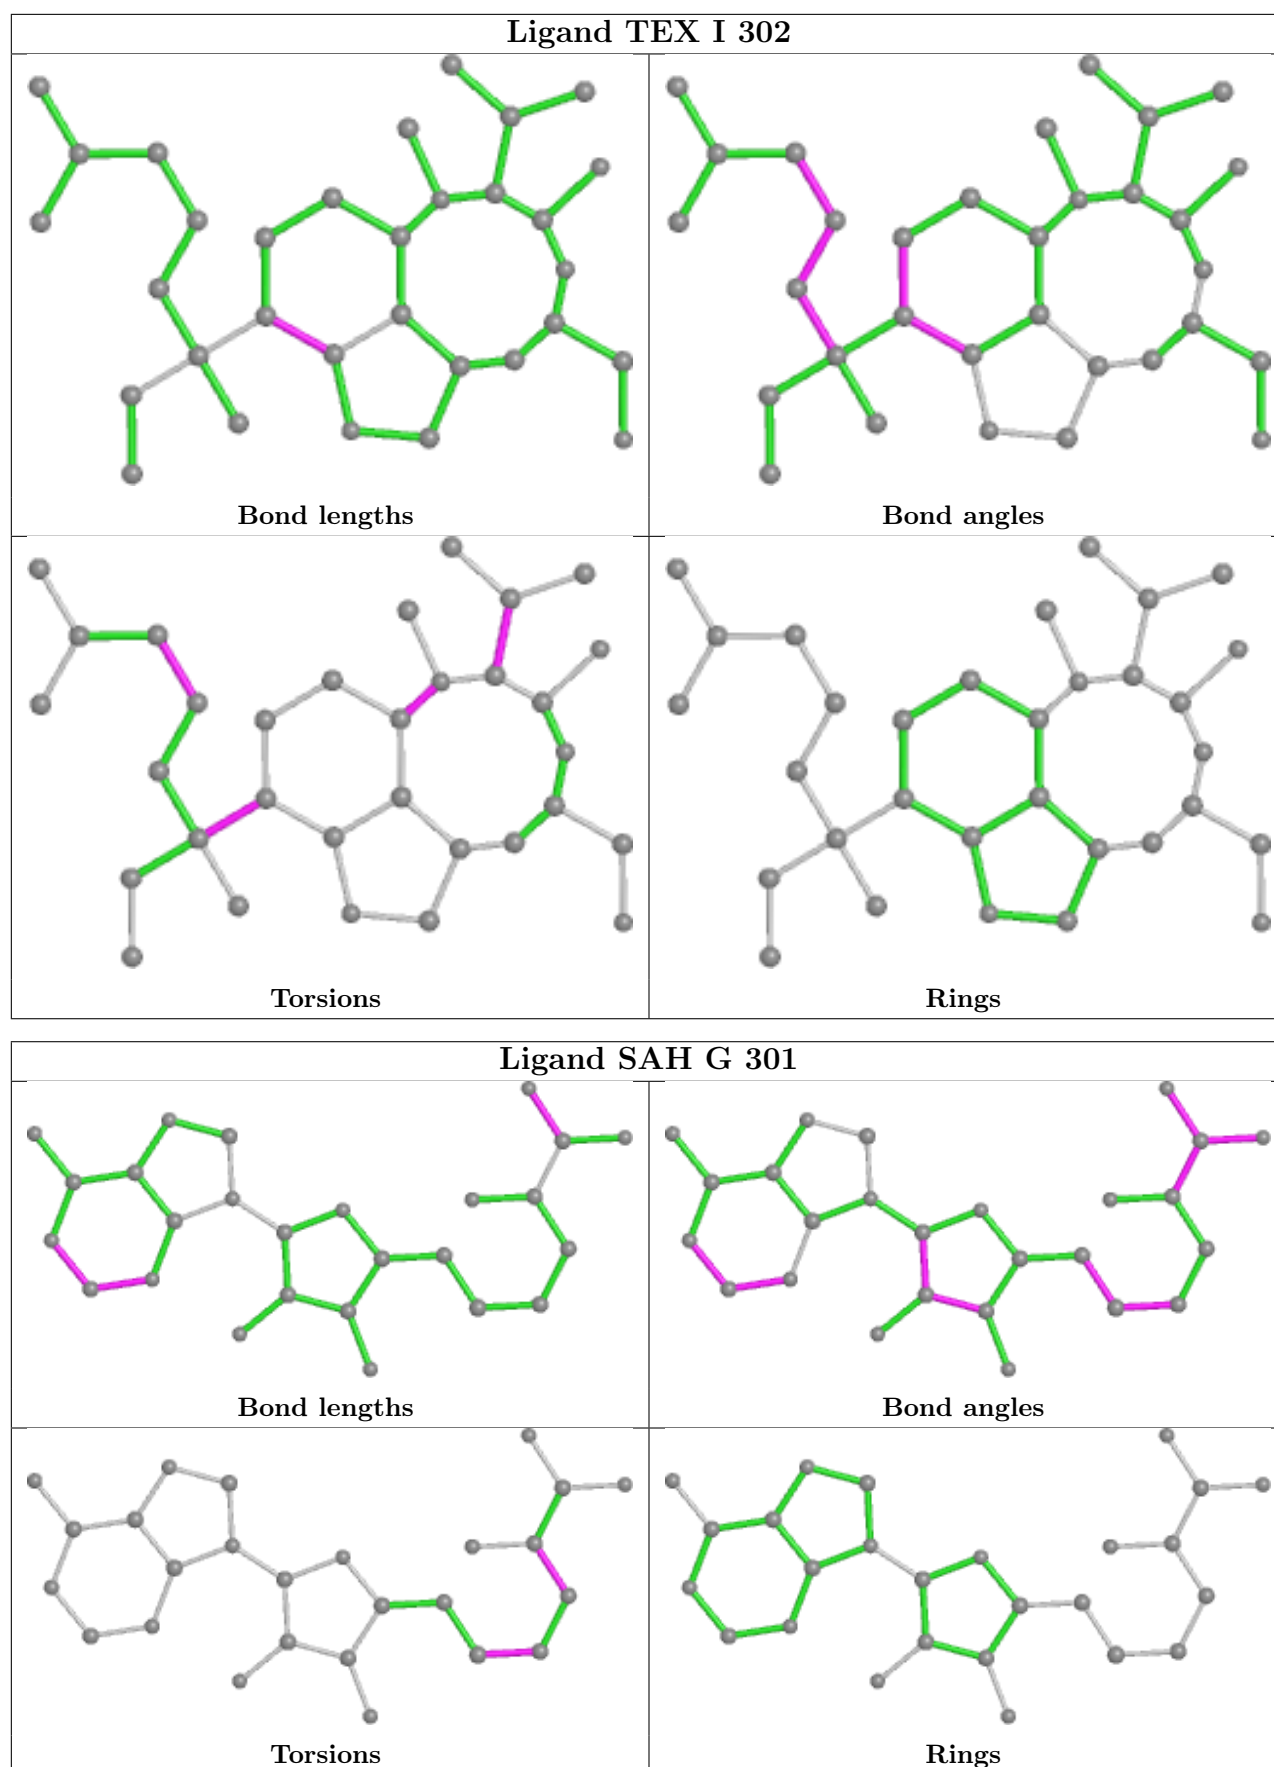 Ligand TEX I 302
Bond lengths
Bond angles
Torsions
Rings
Ligand SAH G 301
Bond lengths
Bond angles
Torsions
Rings